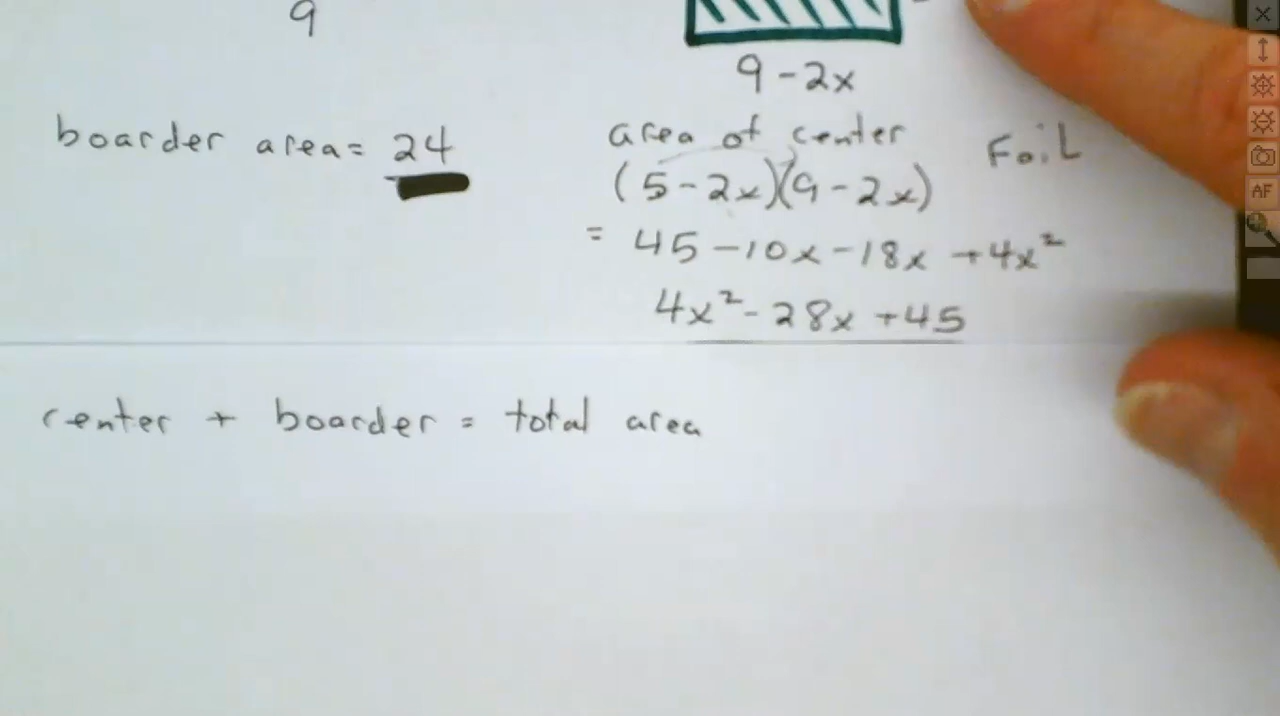 9
9-2x
boarder area= 24
area of center
FoiL
(5-2x)(9-2x)
= 45-10x-18x+4x²
4x²-28x+45
center + boarder = total area
AF